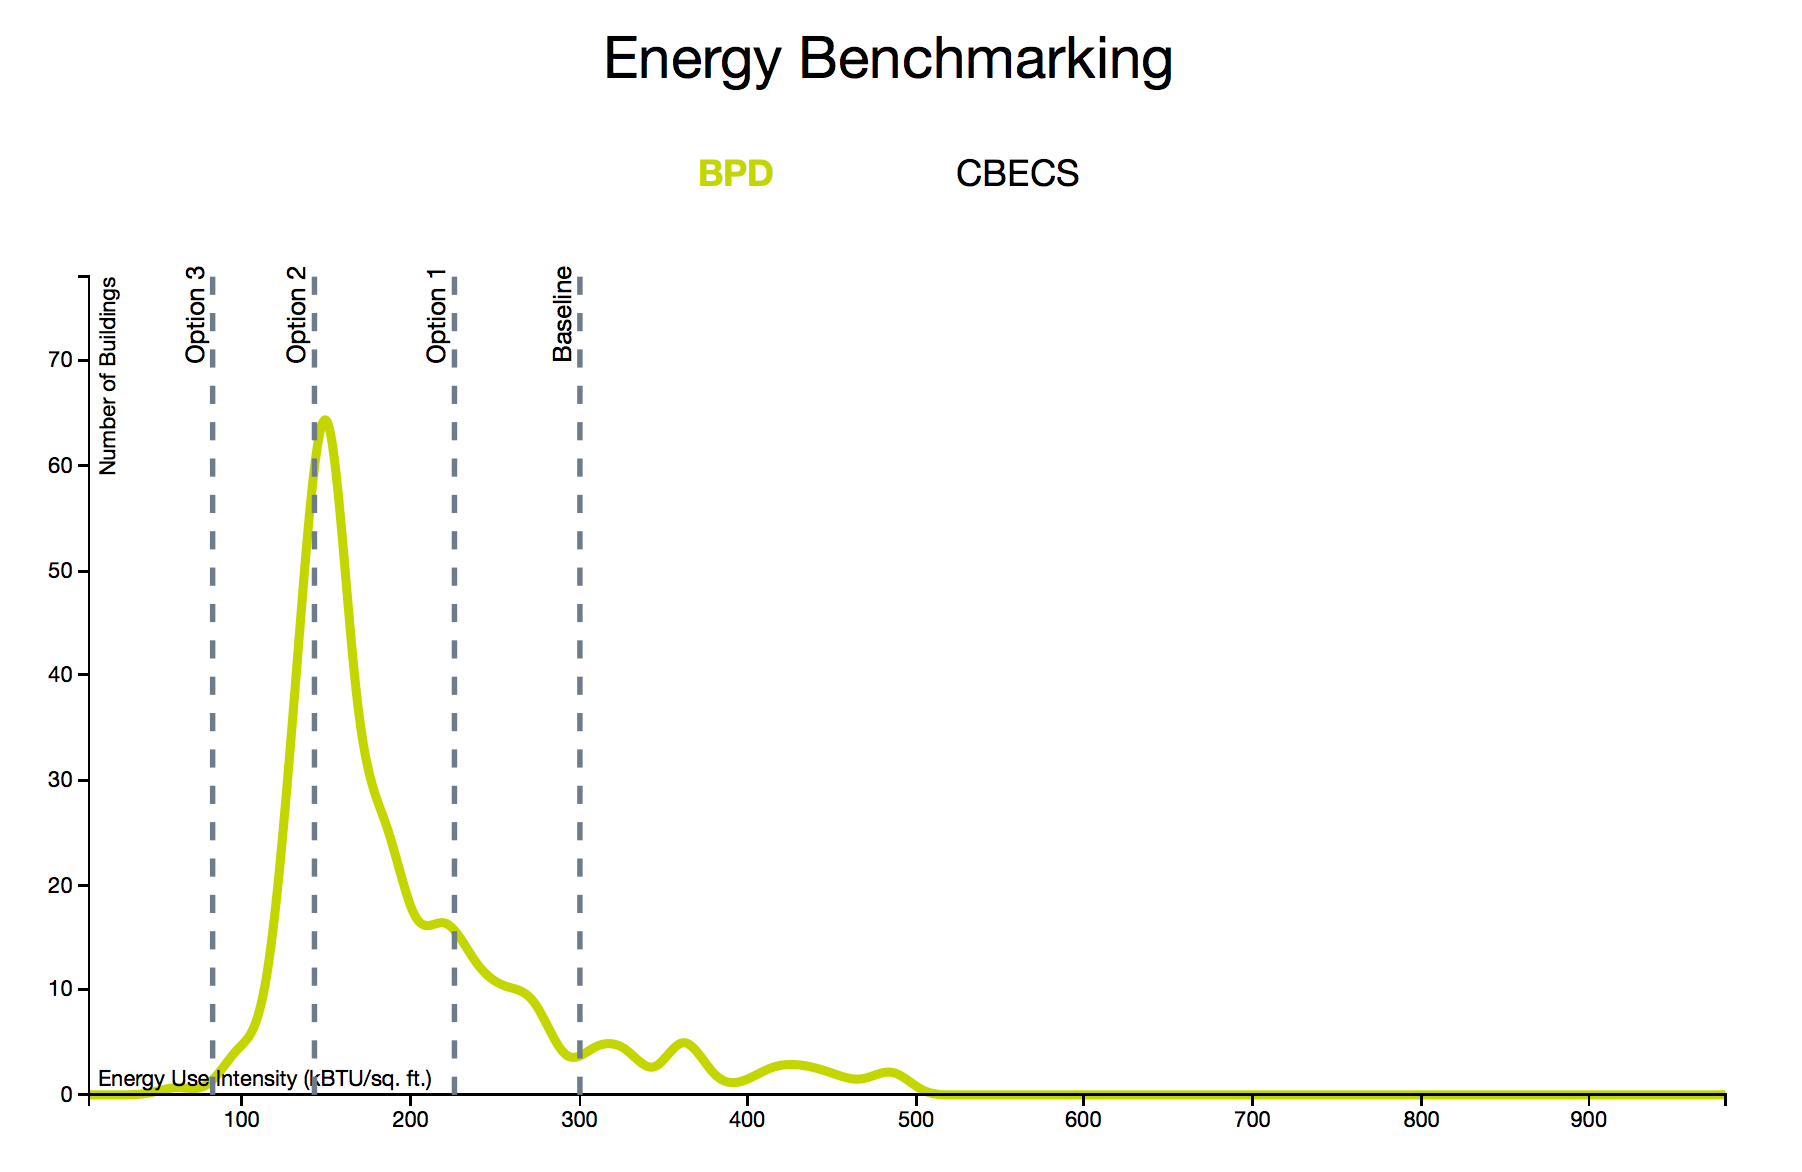 Energy Benchmarking
BPD
CBECS
Option 3
Option 2
Option 1
Baseline
Number of Buildings
70
60
50
40
30
20
10
0
Energy Use Intensity (kBTU/sq. ft.)
100
200
300
400
500
600
700
800
900